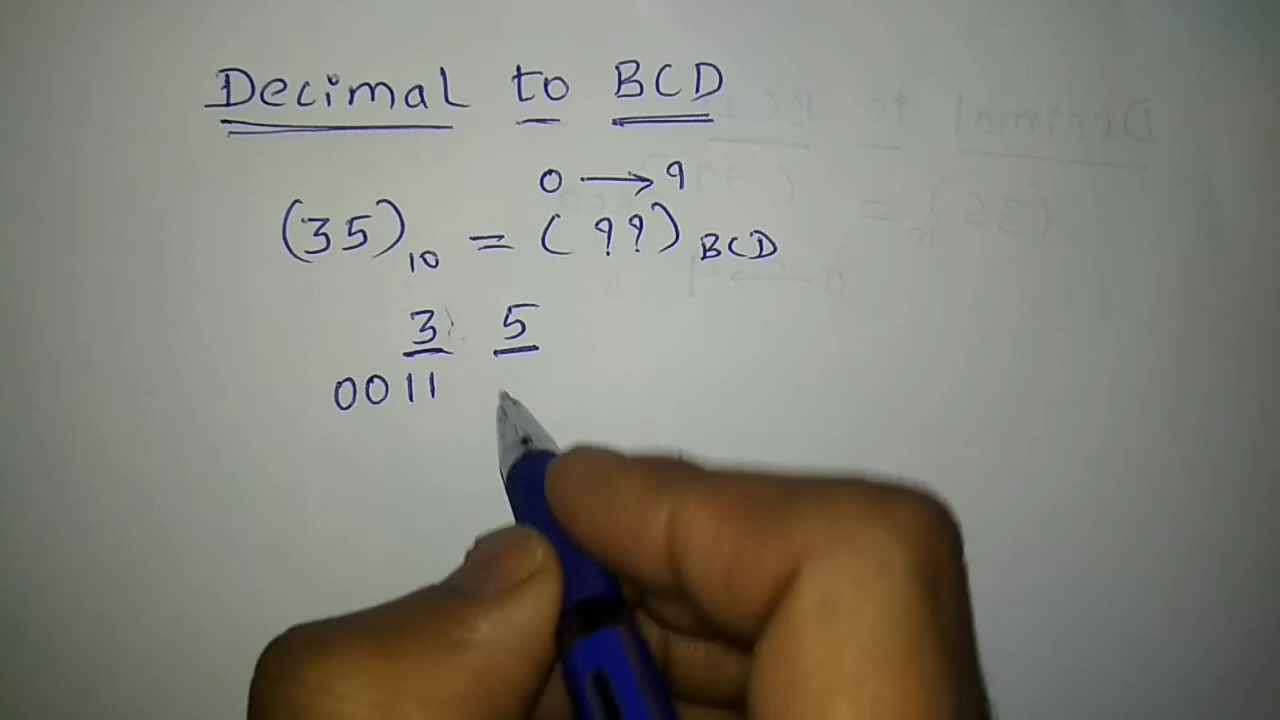 Decimal to BCD
0 → 9
(35)10 = (??)BCD
3 5
0011